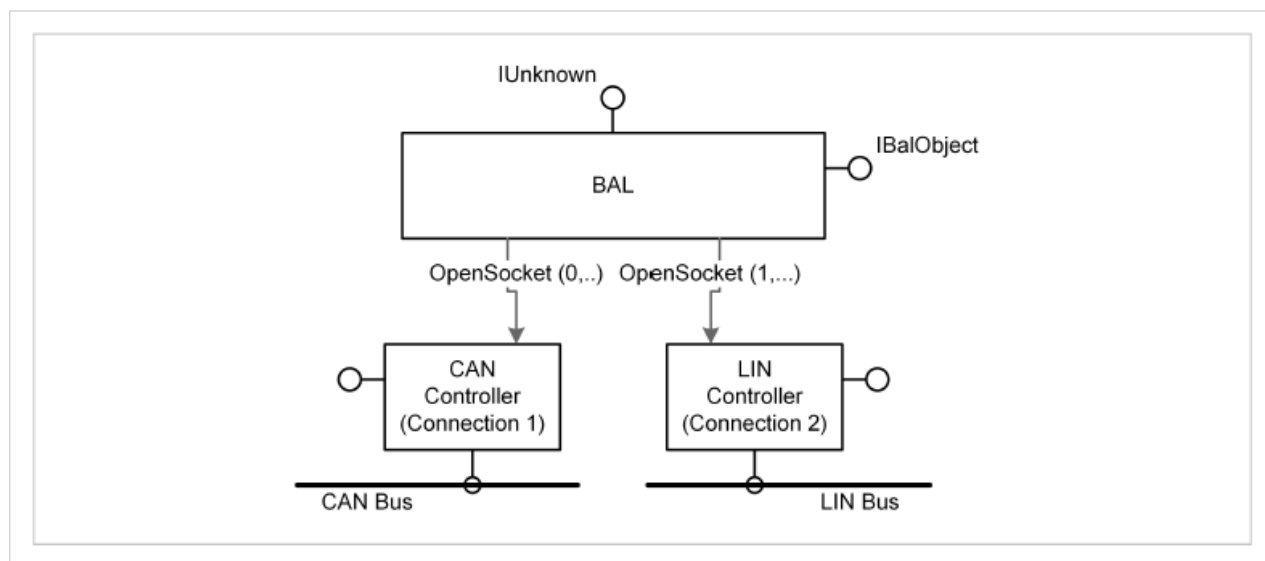 IUnknown
IBalObject
BAL
OpenSocket (0,..)
OpenSocket (1,...)
CAN
Controller
(Connection 1)
LIN
Controller
(Connection 2)
CAN Bus
LIN Bus